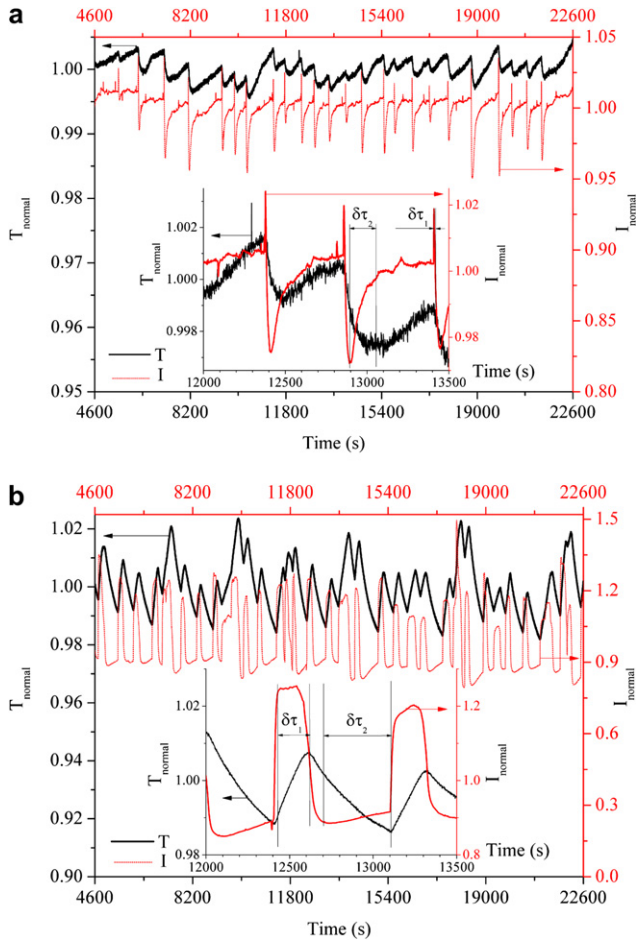 a
4600 8200 11800 15400 19000 22600
1.00
0.99
0.98
0.97
0.96
0.95
T_normal
1.05
1.00
0.95
0.90
0.85
0.80
I_normal
δτ₂ δτ₁
1.002
1.000
0.998
T_normal
1.02
1.00
0.98
I_normal
12000 12500 13000 13500
Time (s)
T
I
4600 8200 11800 15400 19000 22600
Time (s)
b
4600 8200 11800 15400 19000 22600
1.02
1.00
0.98
0.96
0.94
0.92
0.90
T_normal
1.5
1.2
0.9
0.6
0.3
0.0
I_normal
δτ₁ δτ₂
1.02
1.00
0.98
T_normal
1.2
1.0
0.8
I_normal
12000 12500 13000 13500
Time (s)
T
I
4600 8200 11800 15400 19000 22600
Time (s)